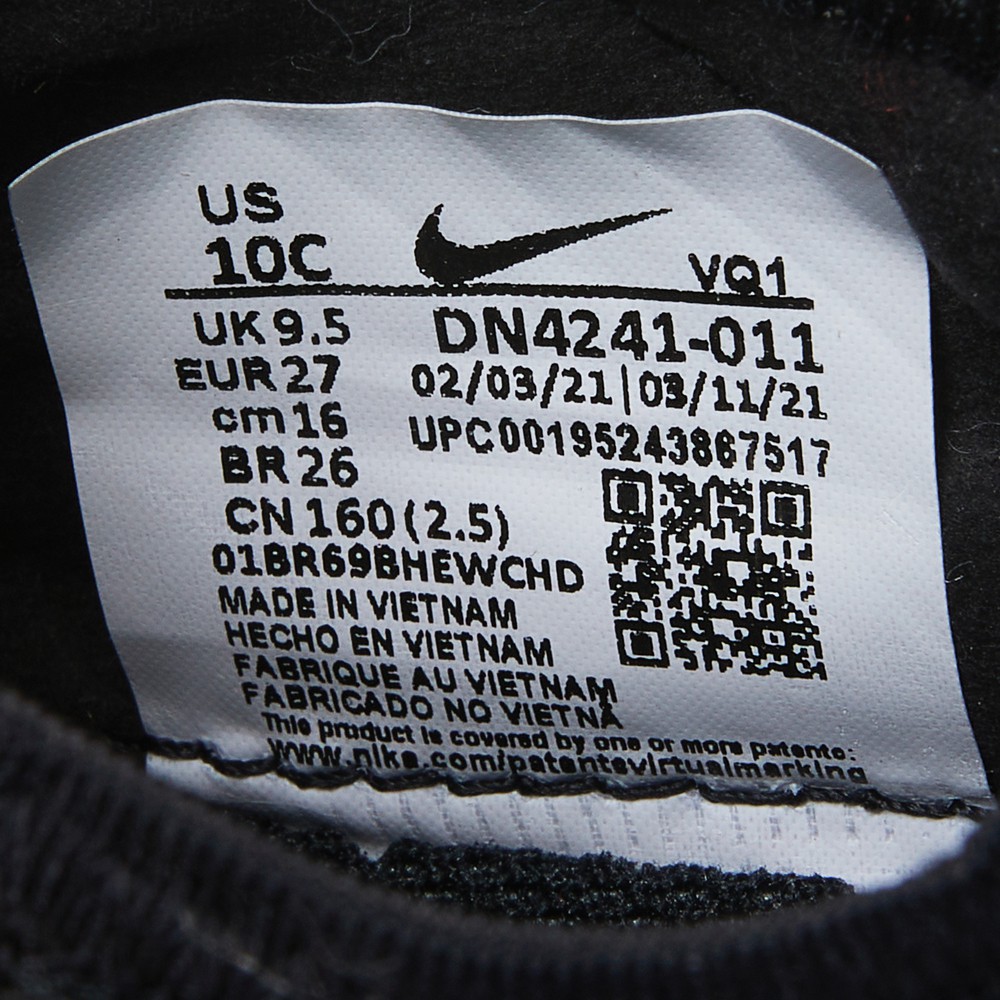 US
10C
VQ1
UK 9.5
DN4241-011
EUR 27
02/03/21|03/11/21
cm 16
UPC001952438 67517
BR 26
CN 160 (2.5)
01BR69BHEWCHD
MADE IN VIETNAM
HECHO EN VIETNAM
FABRIQUE AU VIETNAM
FABRICADO NO VIETNÃ
This product is covered by one or more patents:
www.nike.com/patentsvirtualmarking